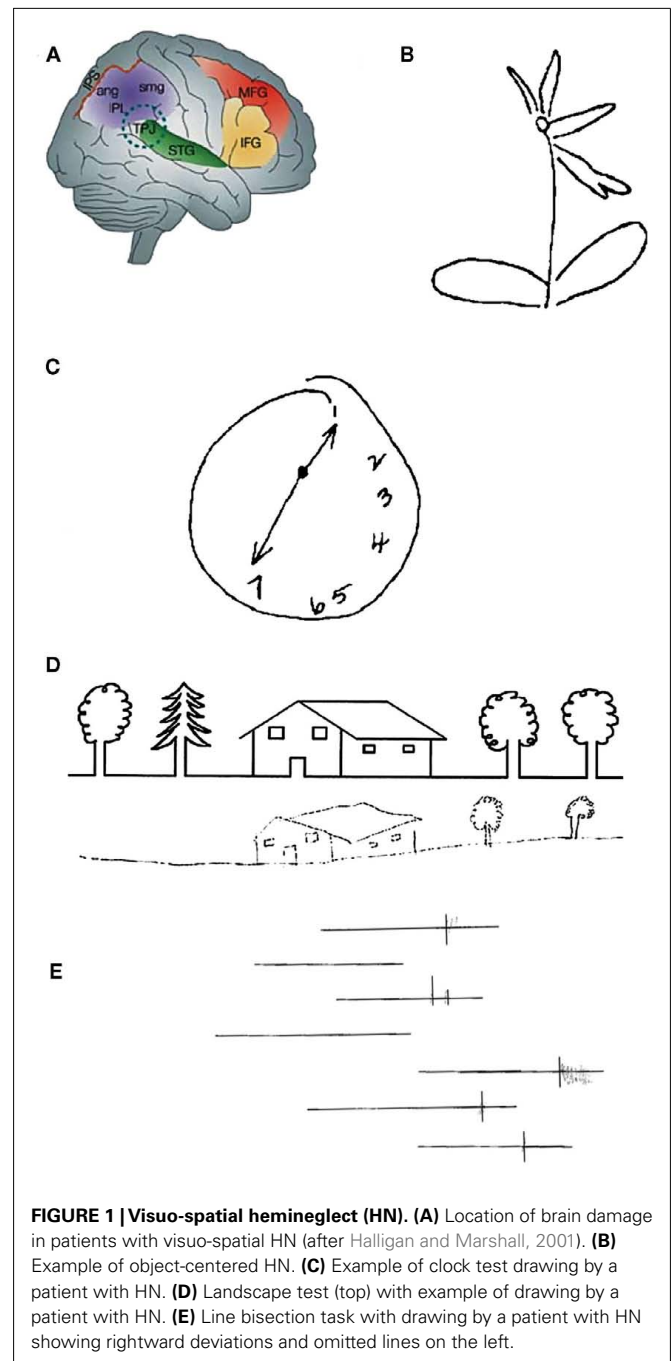 A
IPS
ang
smg
IPl
TPJ
STG
MFG
IFG
B
C
1
2
3
4
5
6
7
D
E
FIGURE 1 | Visuo-spatial hemineglect (HN). (A) Location of brain damage
in patients with visuo-spatial HN (after Halligan and Marshall, 2001). (B)
Example of object-centered HN. (C) Example of clock test drawing by a
patient with HN. (D) Landscape test (top) with example of drawing by a
patient with HN. (E) Line bisection task with drawing by a patient with HN
showing rightward deviations and omitted lines on the left.